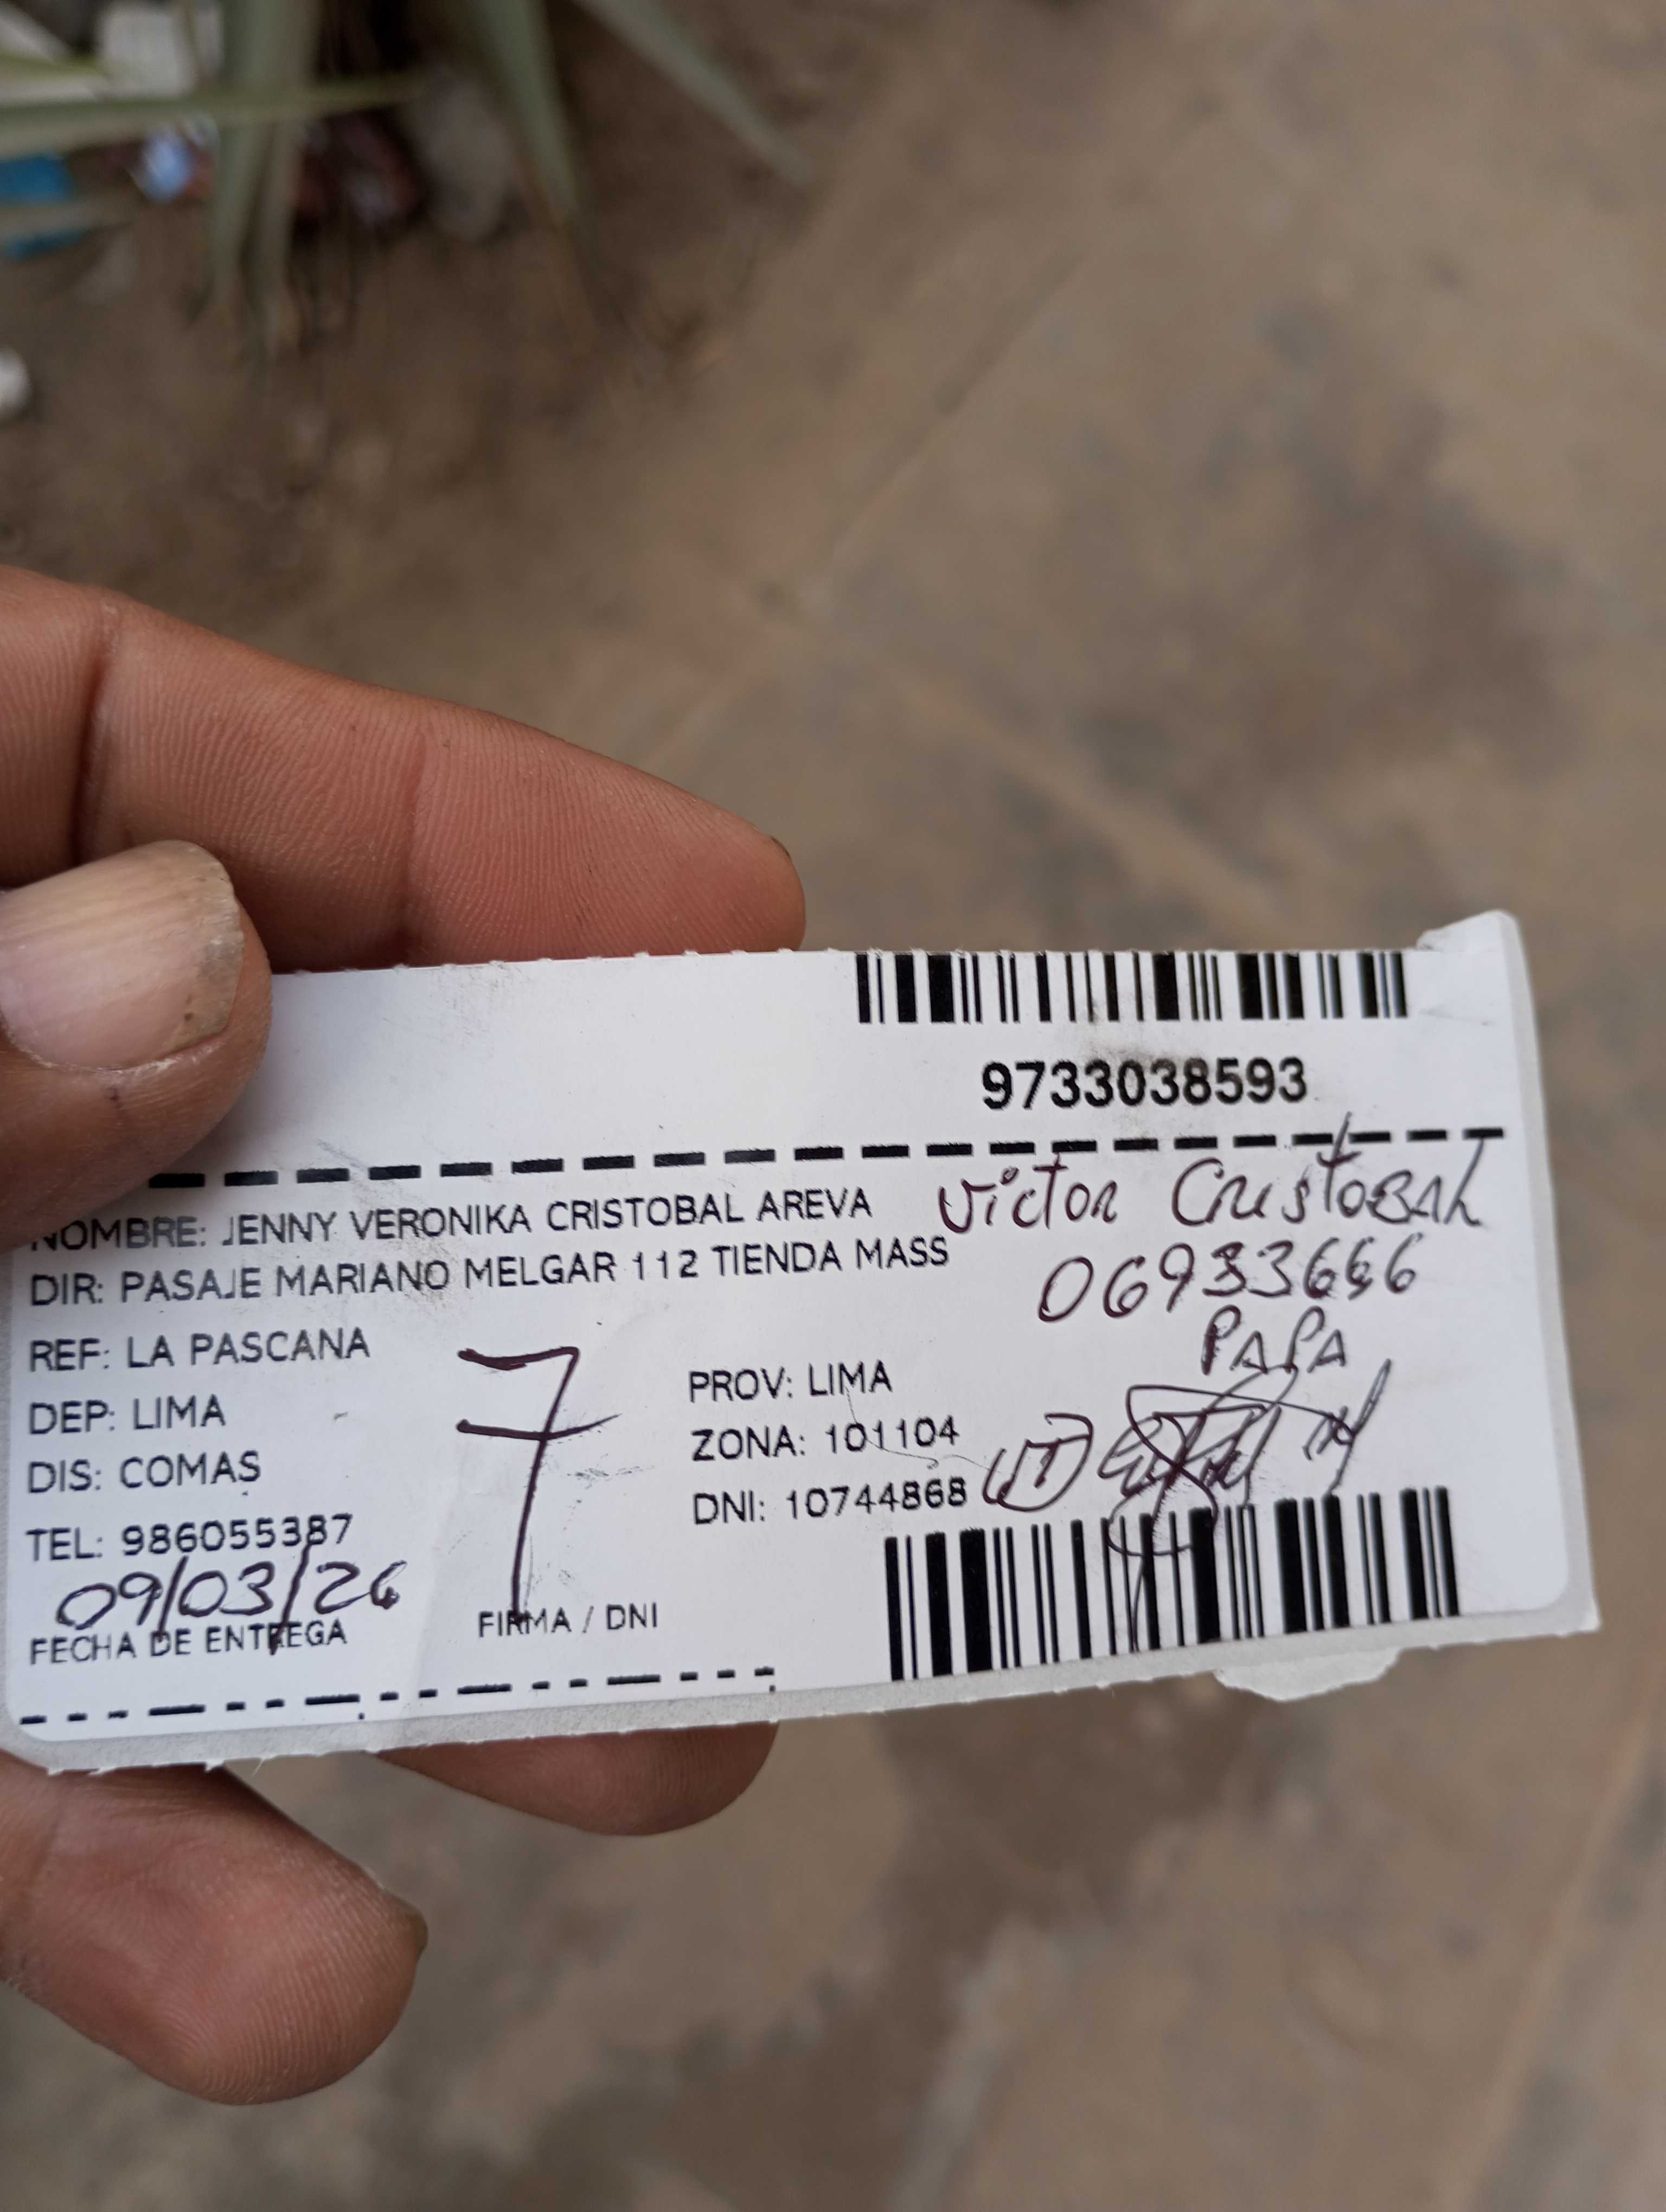 9733038593
NOMBRE: JENNY VERONIKA CRISTOBAL AREVA
Victor Cristobal
DIR: PASAJE MARIANO MELGAR 112 TIENDA MASS
06933666
PAPA
REF: LA PASCANA
7
PROV: LIMA
DEP: LIMA
ZONA: 101104
DIS: COMAS
DNI: 10744868
TEL: 986055387
09/03/26
FECHA DE ENTREGA
FIRMA / DNI